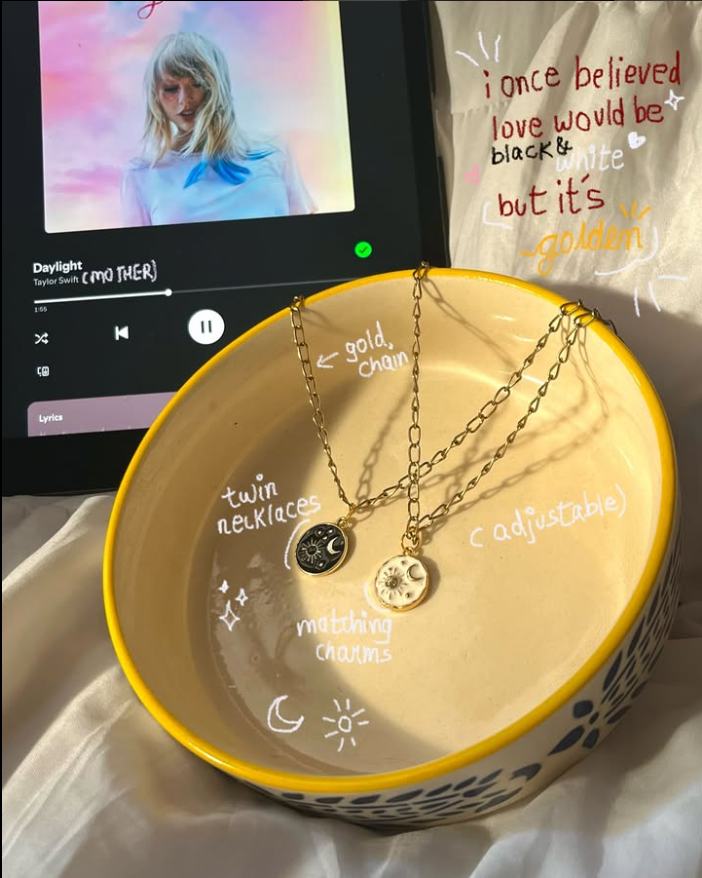 i once believed
love would be
black &
white
but it's
golden
Daylight
Taylor Swift (MOTHER)
1:55
Lyrics
← gold
chain
twin
necklaces
(adjustable)
matching
charms